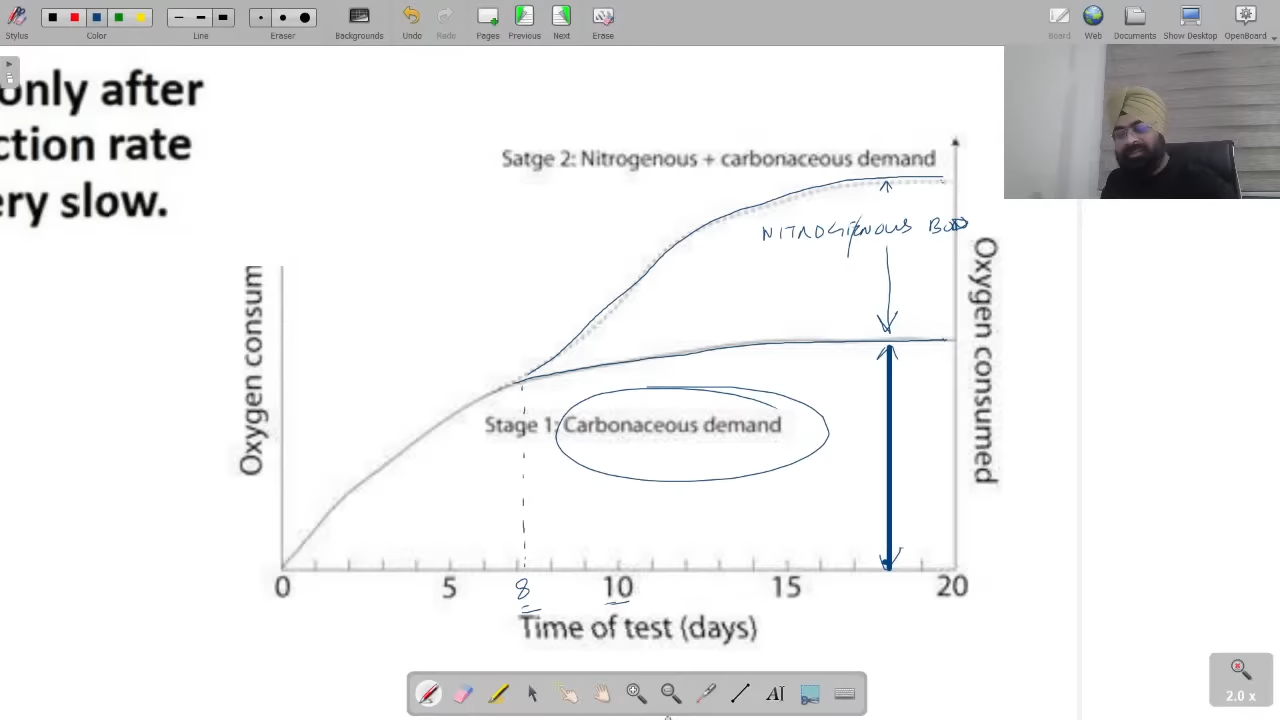 Stylus
Color
Line
Eraser
Backgrounds
Undo
Redo
Pages
Previous
Next
Erase
Board
Web
Documents
Show Desktop
OpenBoard
only after
ction rate
ery slow.
Satge 2: Nitrogenous + carbonaceous demand
NITROGENOUS BOD
Oxygen consum
Oxygen consumed
Stage 1: Carbonaceous demand
0 5 10 15 20
8
Time of test (days)
AI
2.0 x